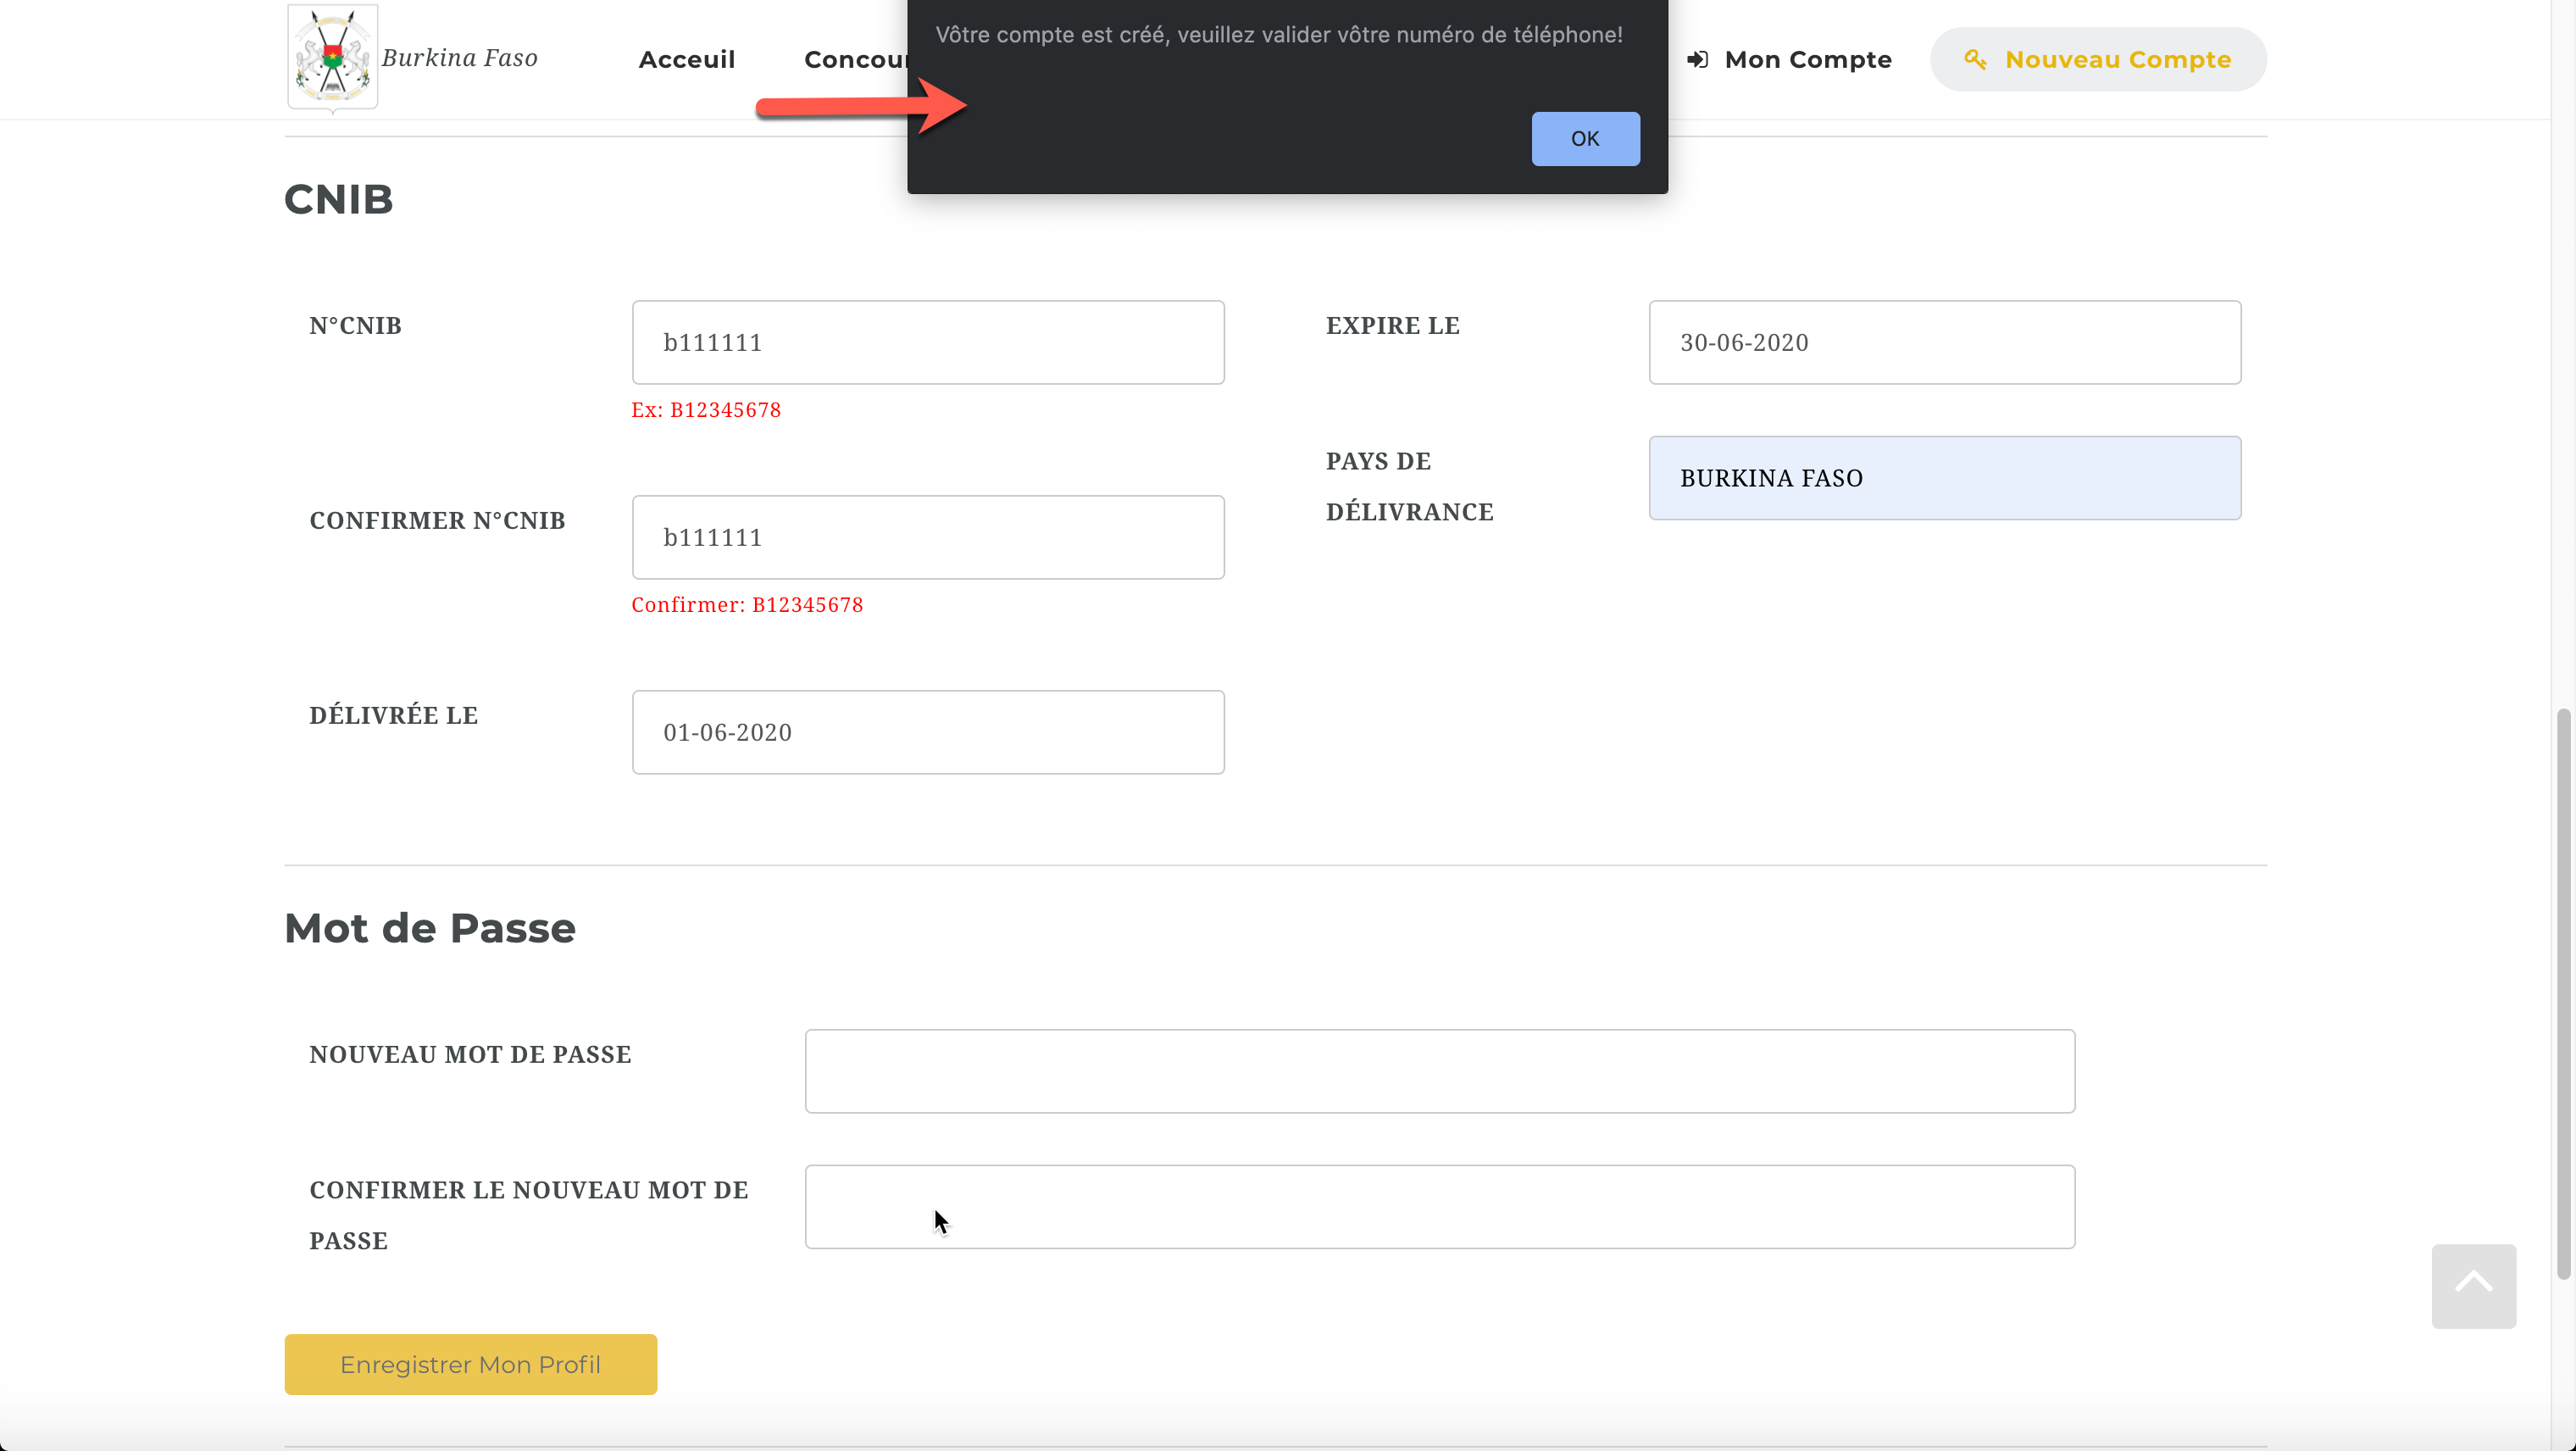 Vôtre compte est créé, veuillez valider vôtre numéro de téléphone!
OK
Burkina Faso
Acceuil
Concour
Mon Compte
Nouveau Compte
CNIB
N°CNIB
b111111
Ex: B12345678
EXPIRE LE
30-06-2020
PAYS DE
DÉLIVRANCE
BURKINA FASO
CONFIRMER N°CNIB
b111111
Confirmer: B12345678
DÉLIVRÉE LE
01-06-2020
Mot de Passe
NOUVEAU MOT DE PASSE
CONFIRMER LE NOUVEAU MOT DE
PASSE
Enregistrer Mon Profil